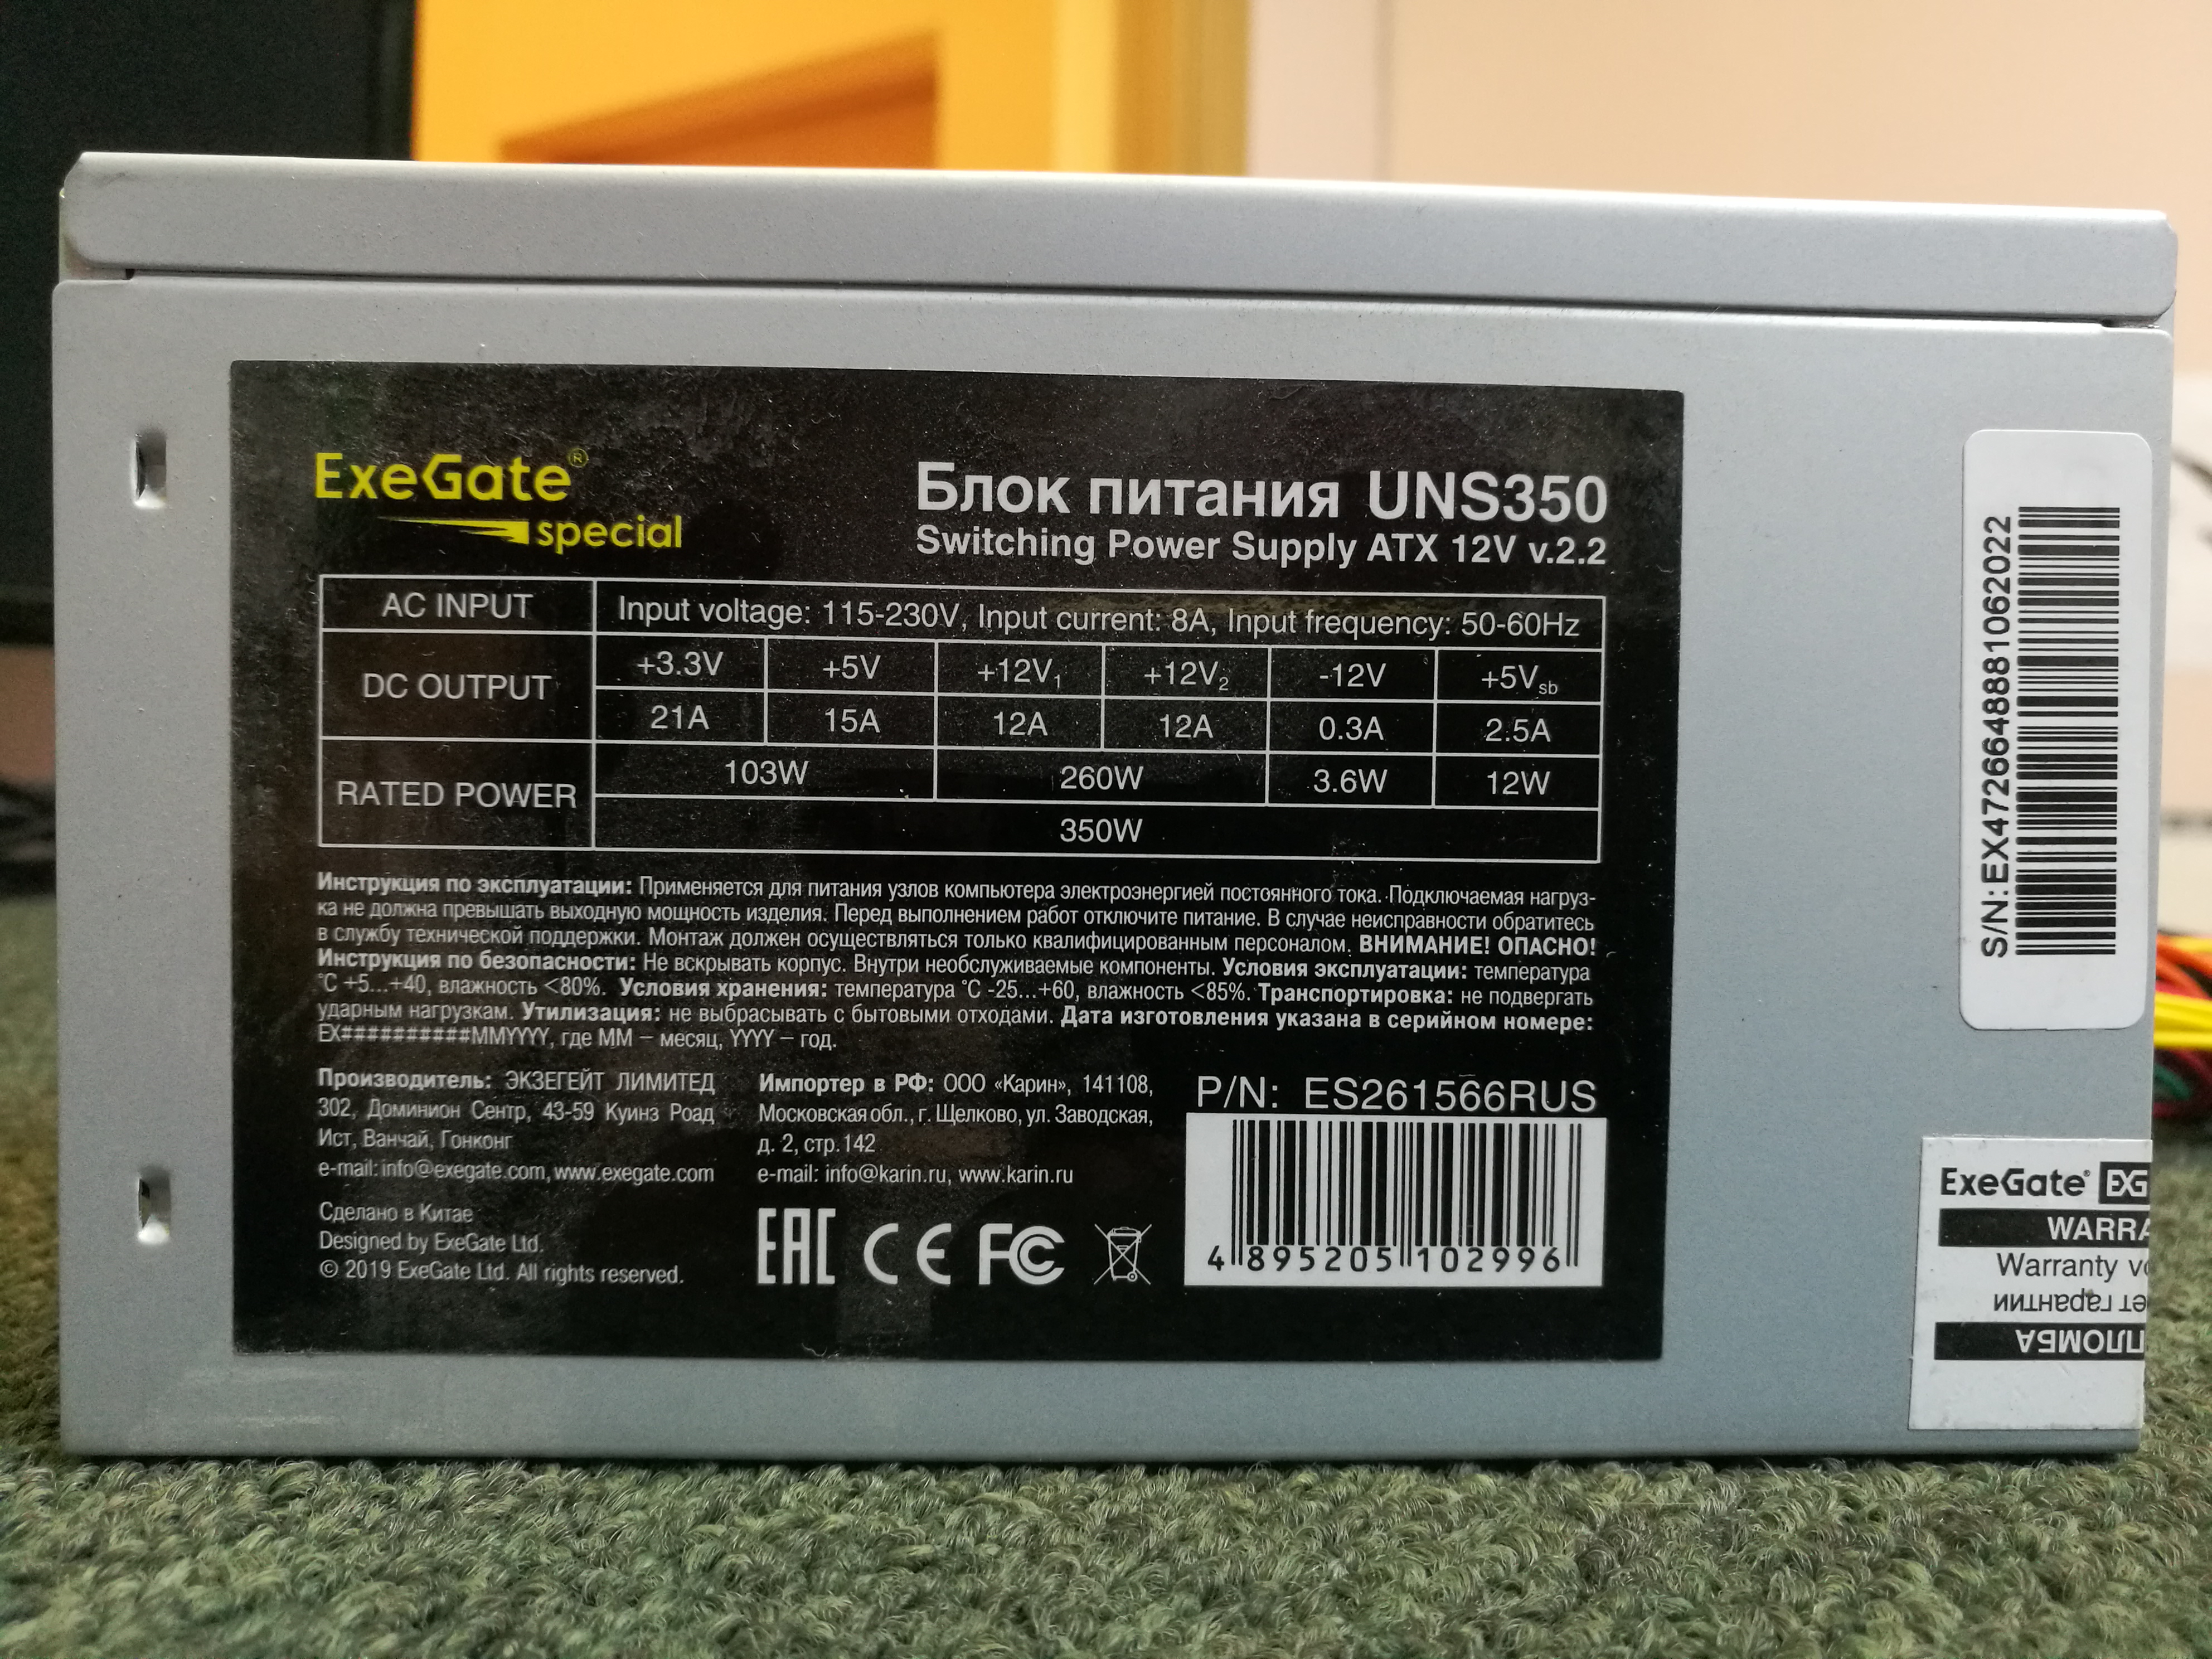 ExeGate®
special
Блок питания UNS350
Switching Power Supply ATX 12V v.2.2
AC INPUT Input voltage: 115-230V, Input current: 8A, Input frequency: 50-60Hz
DC OUTPUT +3.3V +5V +12V1 +12V2 -12V +5Vsb
21A 15A 12A 12A 0.3A 2.5A
RATED POWER 103W 260W 3.6W 12W
350W
Инструкция по эксплуатации: Применяется для питания узлов компьютера электроэнергией постоянного тока. Подключаемая нагруз-
ка не должна превышать выходную мощность изделия. Перед выполнением работ отключите питание. В случае неисправности обратитесь
в службу технической поддержки. Монтаж должен осуществляться только квалифицированным персоналом. ВНИМАНИЕ! ОПАСНО!
Инструкция по безопасности: Не вскрывать корпус. Внутри необслуживаемые компоненты. Условия эксплуатации: температура
°C +5...+40, влажность <80%. Условия хранения: температура °C -25...+60, влажность <85%. Транспортировка: не подвергать
ударным нагрузкам. Утилизация: не выбрасывать с бытовыми отходами. Дата изготовления указана в серийном номере:
EX##########MMYYYY, где MM – месяц, YYYY – год.
Производитель: ЭКЗЕГЕЙТ ЛИМИТЕД
302, Доминион Сентр, 43-59 Куинз Роад
Ист, Ванчай, Гонконг
e-mail: info@exegate.com, www.exegate.com
Сделано в Китае
Designed by ExeGate Ltd.
© 2019 ExeGate Ltd. All rights reserved.
Импортер в РФ: ООО «Карин», 141108,
Московская обл., г. Щелково, ул. Заводская,
д. 2, стр. 142
e-mail: info@karin.ru, www.karin.ru
EAC CE FC
P/N: ES261566RUS
4 895205 102996
S/N:EX4726648881062022
ExeGate® EG
WARRA
Warranty vo
ет гарантии
ПЛОМБА